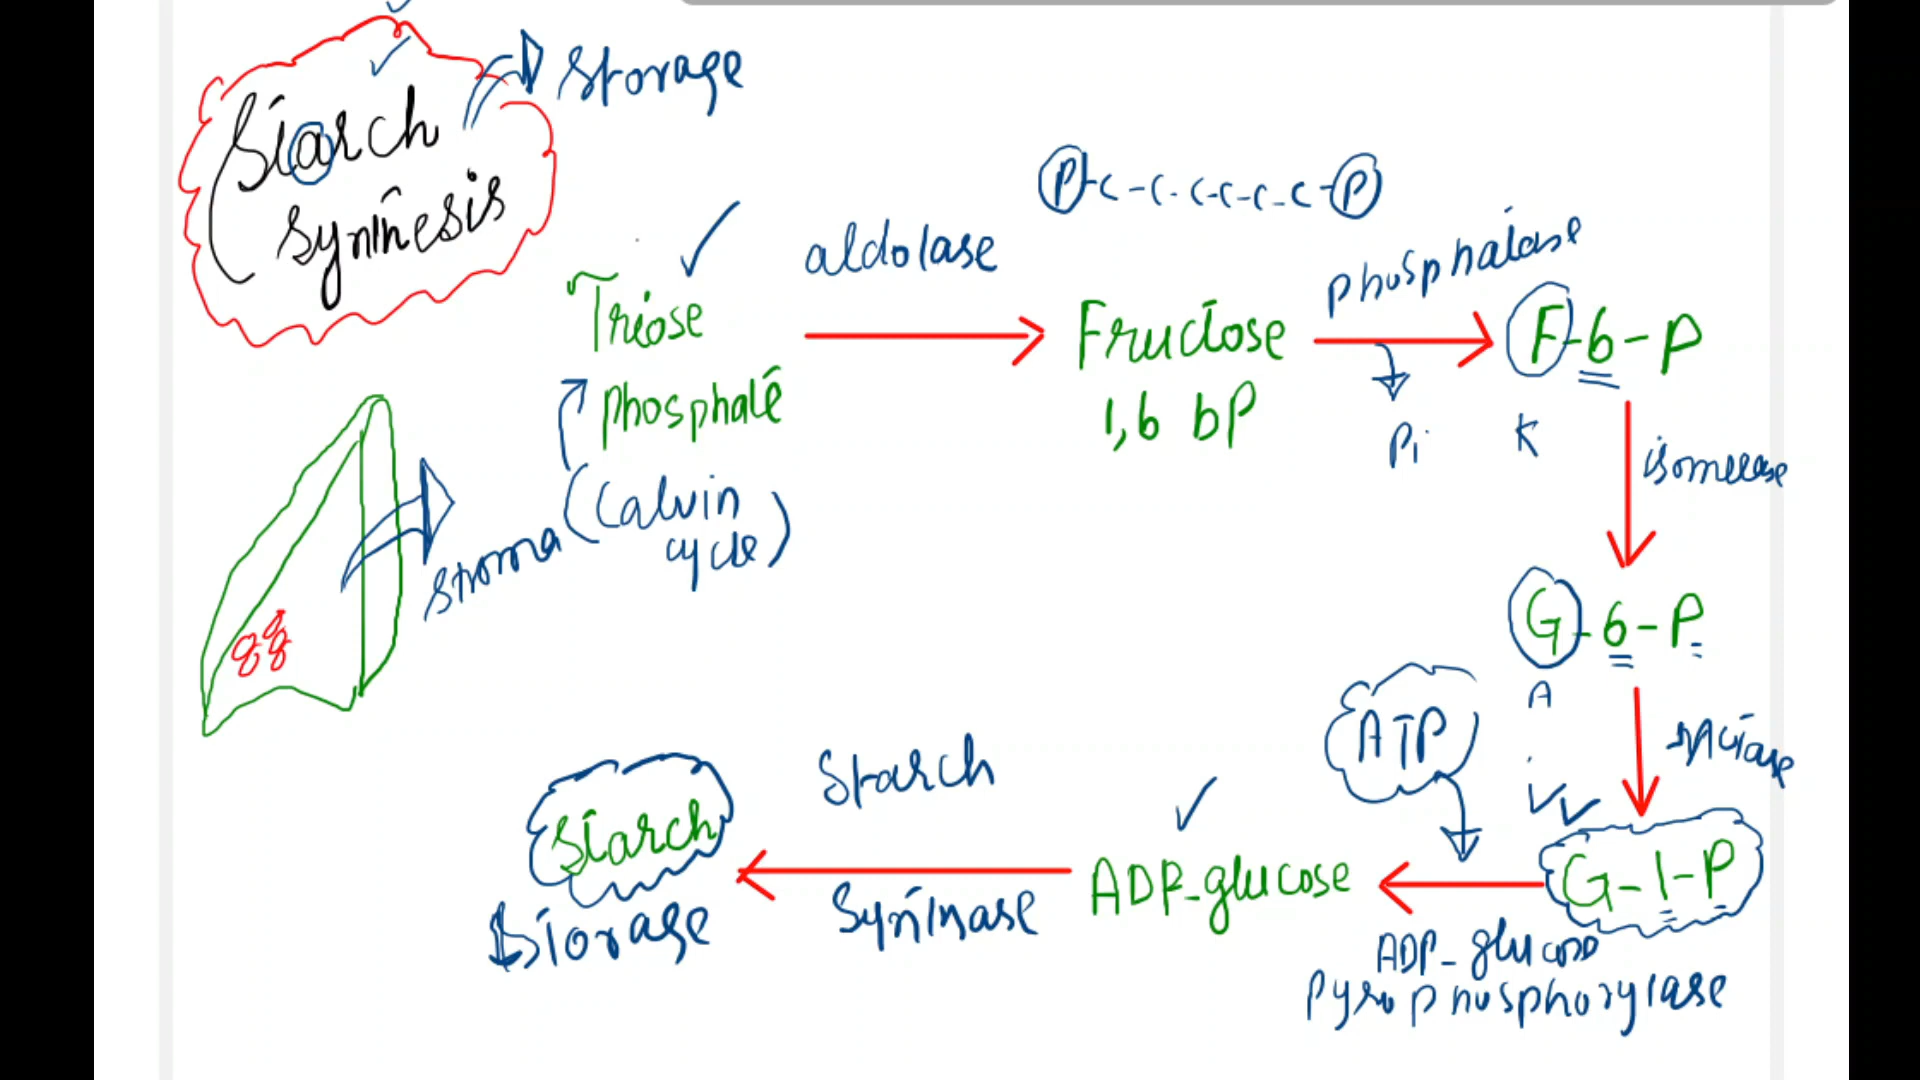 Starch
synthesis
Storage
P-C-C-C-C-C-C-P
Triose
phosphate
(Calvin
cycle)
stroma
aldolase
Fructose
1,6 bP
phosphatase
Pi
F-6-P
K
isomerase
G-6-P
A
mutase
G-1-P
ATP
ADP-glucose
Pyrophosphorylase
ADP-glucose
Starch
Synthase
Starch
Storage